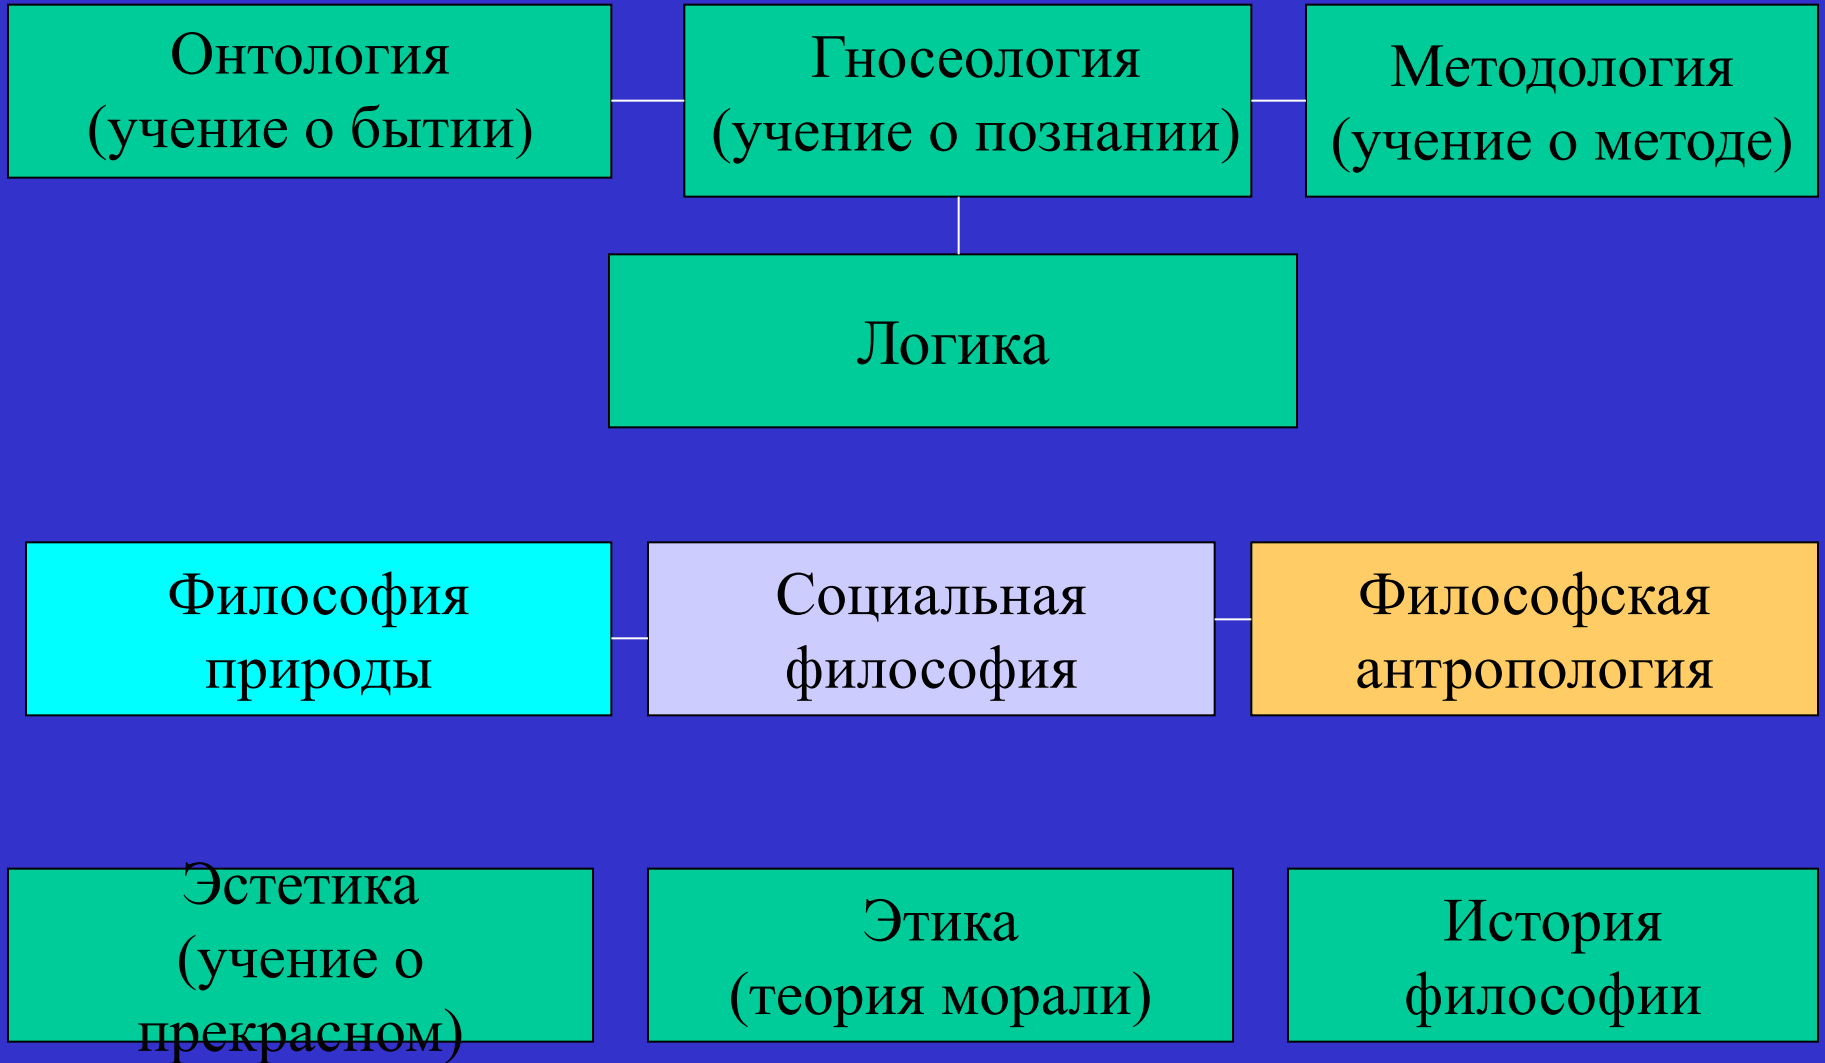 Онтология
(учение о бытии)
Гносеология
(учение о познании)
Методология
(учение о методе)
Логика
Философия
природы
Социальная
философия
Философская
антропология
Эстетика
(учение о
прекрасном)
Этика
(теория морали)
История
философии